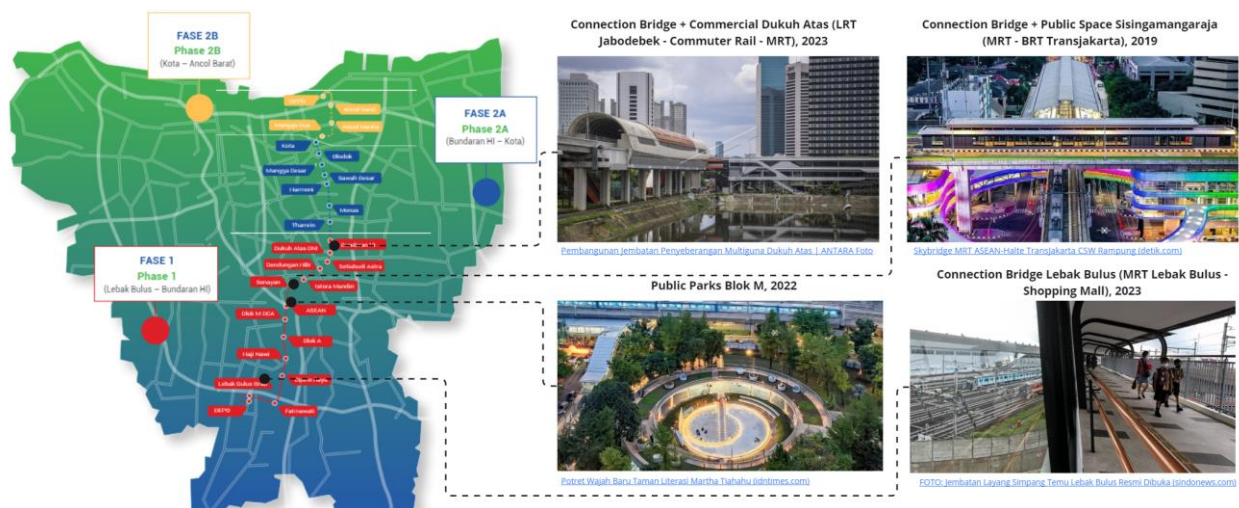 FASE 2B
Phase 2B
(Kota – Ancol Barat)
FASE 2A
Phase 2A
(Bundaran HI – Kota)
FASE 1
Phase 1
(Lebak Bulus – Bundaran HI)
Kota
Glodok
Mangga Besar
Sawah Besar
Harmoni
Monas
Thamrin
Dukuh Atas BNI
Setiabudi Astra
Bendungan Hilir
Istora Mandiri
Senayan
ASEAN
Blok M BCA
Blok A
Haji Nawi
Lebak Bulus
DEPO
Fatmawati
Connection Bridge + Commercial Dukuh Atas (LRT
Jabodebek - Commuter Rail - MRT), 2023
Pembangunan Jembatan Penyeberangan Multiguna Dukuh Atas | ANTARA Foto
Connection Bridge + Public Space Sisingamangaraja
(MRT - BRT Transjakarta), 2019
Skybridge MRT ASEAN-Halte TransJakarta CSW Rampung (detik.com)
Public Parks Blok M, 2022
Potret Wajah Baru Taman Literasi Martha Tiahahu (idntimes.com)
Connection Bridge Lebak Bulus (MRT Lebak Bulus -
Shopping Mall), 2023
FOTO: Jembatan Layang Simpang Temu Lebak Bulus Resmi Dibuka (sindonews.com)